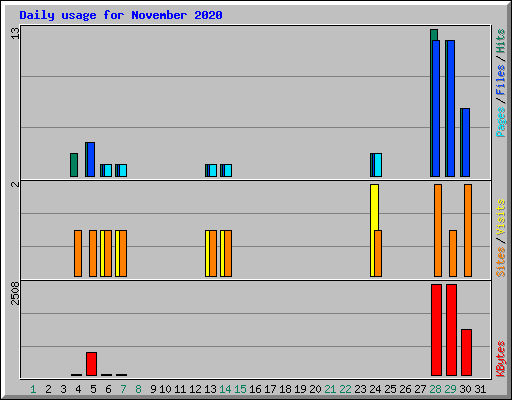 Daily usage for November 2020
13
Pages/Files/Hits
2
Sites/Visits
2508
KBytes
1 2 3 4 5 6 7 8 9 10 11 12 13 14 15 16 17 18 19 20 21 22 23 24 25 26 27 28 29 30 31